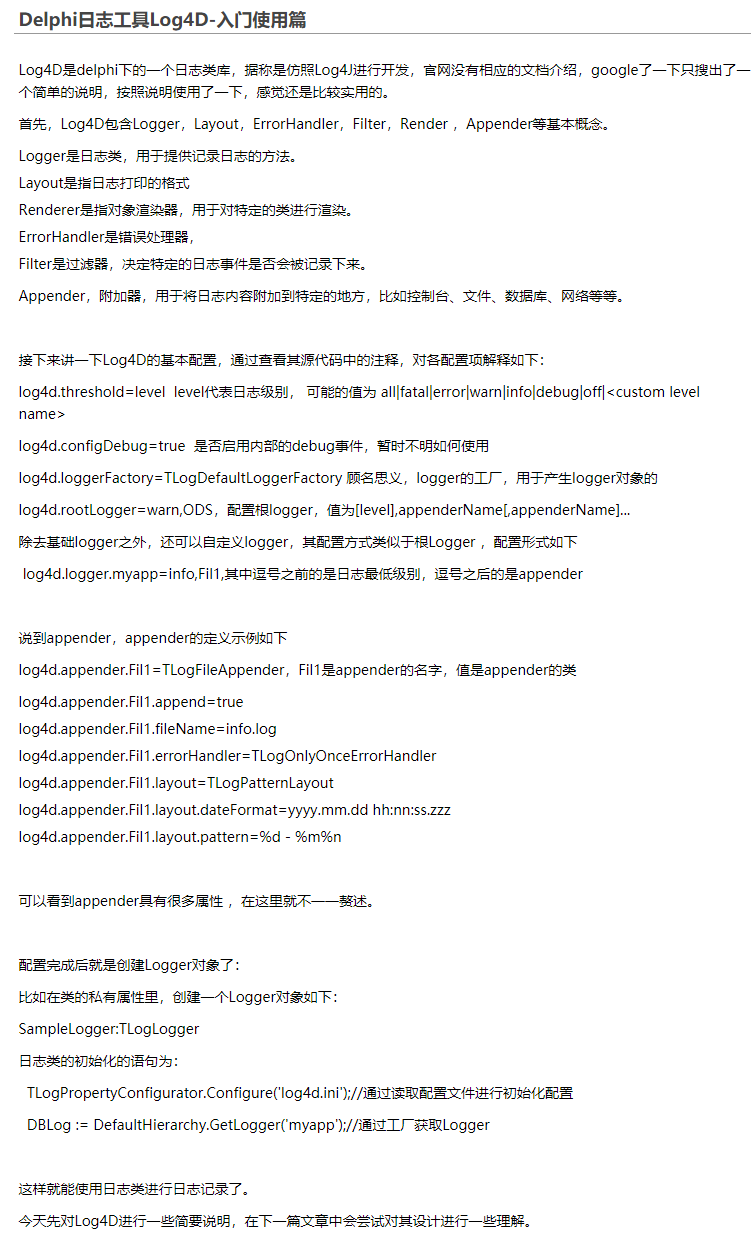 Delphi日志工具Log4D-入门使用篇
Log4D是delphi下的一个日志类库，据称是仿照Log4J进行开发，官网没有相应的文档介绍，google了一下只搜出了一
个简单的说明，按照说明使用了一下，感觉还是比较实用的。
首先，Log4D包含Logger，Layout，ErrorHandler，Filter，Render ，Appender等基本概念。
Logger是日志类，用于提供记录日志的方法。
Layout是指日志打印的格式
Renderer是指对象渲染器，用于对特定的类进行渲染。
ErrorHandler是错误处理器，
Filter是过滤器，决定特定的日志事件是否会被记录下来。
Appender，附加器，用于将日志内容附加到特定的地方，比如控制台、文件、数据库、网络等等。
接下来讲一下Log4D的基本配置，通过查看其源代码中的注释，对各配置项解释如下：
log4d.threshold=level  level代表日志级别， 可能的值为 all|fatal|error|warn|info|debug|off|<custom level
name>
log4d.configDebug=true  是否启用内部的debug事件，暂时不明如何使用
log4d.loggerFactory=TLogDefaultLoggerFactory 顾名思义，logger的工厂，用于产生logger对象的
log4d.rootLogger=warn,ODS，配置根logger，值为[level],appenderName[,appenderName]...
除去基础logger之外，还可以自定义logger，其配置方式类似于根Logger ，配置形式如下
log4d.logger.myapp=info,Fil1,其中逗号之前的是日志最低级别，逗号之后的是appender
说到appender，appender的定义示例如下
log4d.appender.Fil1=TLogFileAppender，Fil1是appender的名字，值是appender的类
log4d.appender.Fil1.append=true
log4d.appender.Fil1.fileName=info.log
log4d.appender.Fil1.errorHandler=TLogOnlyOnceErrorHandler
log4d.appender.Fil1.layout=TLogPatternLayout
log4d.appender.Fil1.layout.dateFormat=yyyy.mm.dd hh:nn:ss.zzz
log4d.appender.Fil1.layout.pattern=%d - %m%n
可以看到appender具有很多属性 ，在这里就不一一赘述。
配置完成后就是创建Logger对象了：
比如在类的私有属性里，创建一个Logger对象如下：
SampleLogger:TLogLogger
日志类的初始化的语句为：
TLogPropertyConfigurator.Configure('log4d.ini');//通过读取配置文件进行初始化配置
DBLog := DefaultHierarchy.GetLogger('myapp');//通过工厂获取Logger
这样就能使用日志类进行日志记录了。
今天先对Log4D进行一些简要说明，在下一篇文章中会尝试对其设计进行一些理解。